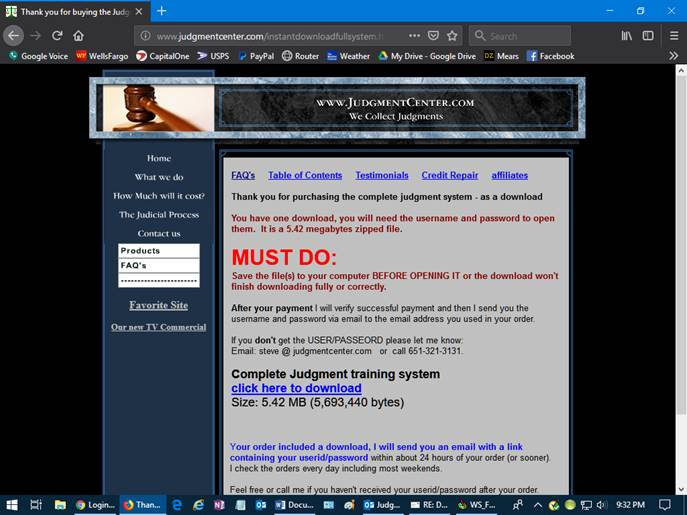 Thank you for buying the Judg
www.judgmentcenter.com/instantdownloadfullsystem.h
Search
Google Voice WellsFargo CapitalOne USPS PayPal Router Weather My Drive - Google Drive Mears Facebook
www.JudgmentCenter.com
We Collect Judgments
Home
What we do
How Much will it cost?
The Judicial Process
Contact us
Products
FAQ's
-----------------------
Favorite Site
Our new TV Commercial
FAQ's Table of Contents Testimonials Credit Repair affiliates
Thank you for purchasing the complete judgment system - as a download
You have one download, you will need the username and password to open
them. It is a 5.42 megabytes zipped file.
MUST DO:
Save the file(s) to your computer BEFORE OPENING IT or the download won't
finish downloading fully or correctly.
After your payment I will verify successful payment and then I send you the
username and password via email to the email address you used in your order.
If you don't get the USER/PASSEORD please let me know:
Email: steve @ judgmentcenter.com or call 651-321-3131.
Complete Judgment training system
click here to download
Size: 5.42 MB (5,693,440 bytes)
Your order included a download, I will send you an email with a link
containing your userid/password within about 24 hours of your order (or sooner).
I check the orders every day including most weekends.
Feel free or call me if you haven't received your userid/password after your order.
Login... Than... Docu... Judg... RE: D... WS_F... 9:32 PM